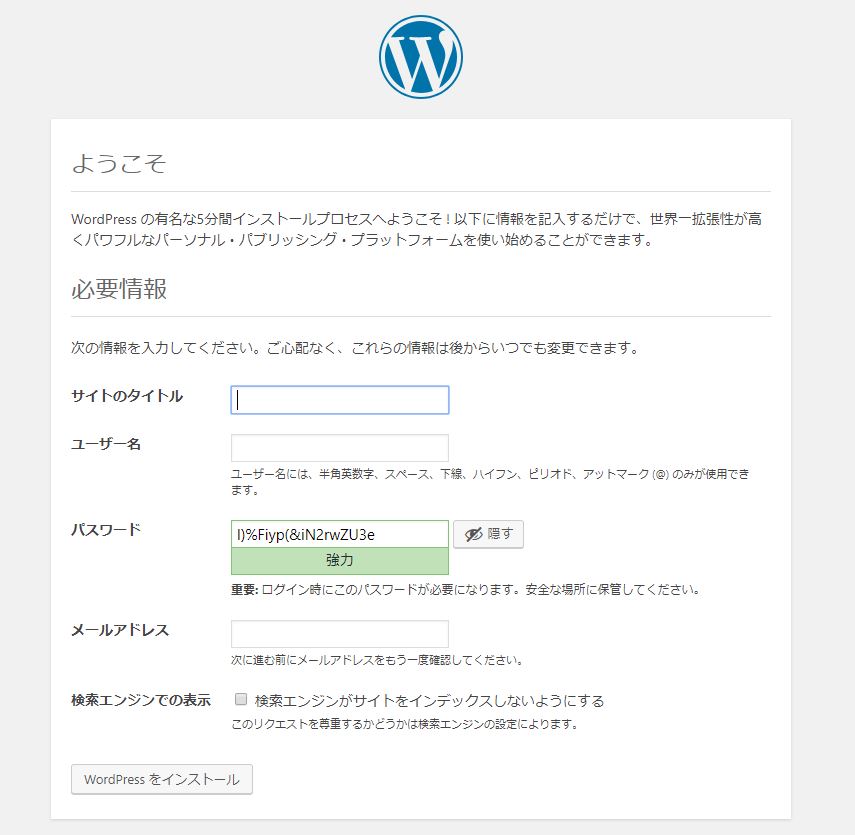 ようこそ
WordPress の有名な5分間インストールプロセスへようこそ ! 以下に情報を記入するだけで、世界一拡張性が高
くパワフルなパーソナル・パブリッシング・プラットフォームを使い始めることができます。
必要情報
次の情報を入力してください。ご心配なく、これらの情報は後からいつでも変更できます。
サイトのタイトル
ユーザー名
ユーザー名には、半角英数字、スペース、下線、ハイフン、ピリオド、アットマーク (@) のみが使用でき
ます。
パスワード
I)%Fiyp(&iN2rwZU3e
隠す
強力
重要: ログイン時にこのパスワードが必要になります。安全な場所に保管してください。
メールアドレス
次に進む前にメールアドレスをもう一度確認してください。
検索エンジンでの表示
検索エンジンがサイトをインデックスしないようにする
このリクエストを尊重するかどうかは検索エンジンの設定によります。
WordPress をインストール